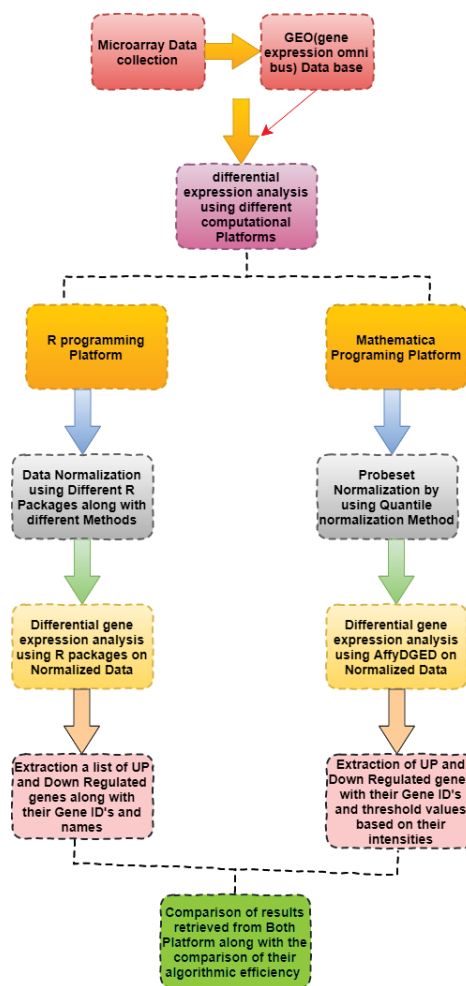 Microarray Data
collection
GEO(gene
expression omni
bus) Data base
differential
expression analysis
using different
computational
Platforms
R programming
Platform
Mathematica
Programing Platform
Data Normalization
using Different R
Packages along with
different Methods
Probeset
Normalization by
using Quantile
normalization Method
Differential gene
expression analysis
using R packages on
Normalized Data
Differential gene
expression analysis
using AffyDGED on
Normalized Data
Extraction a list of UP
and Down Regulated
genes along with
their Gene ID's and
names
Extraction of UP and
Down Regulated genes
with their Gene ID's
and threshold values
based on their
intensities
Comparison of results
retrieved from Both
Platform along with the
comparison of their
algorithmic efficiency